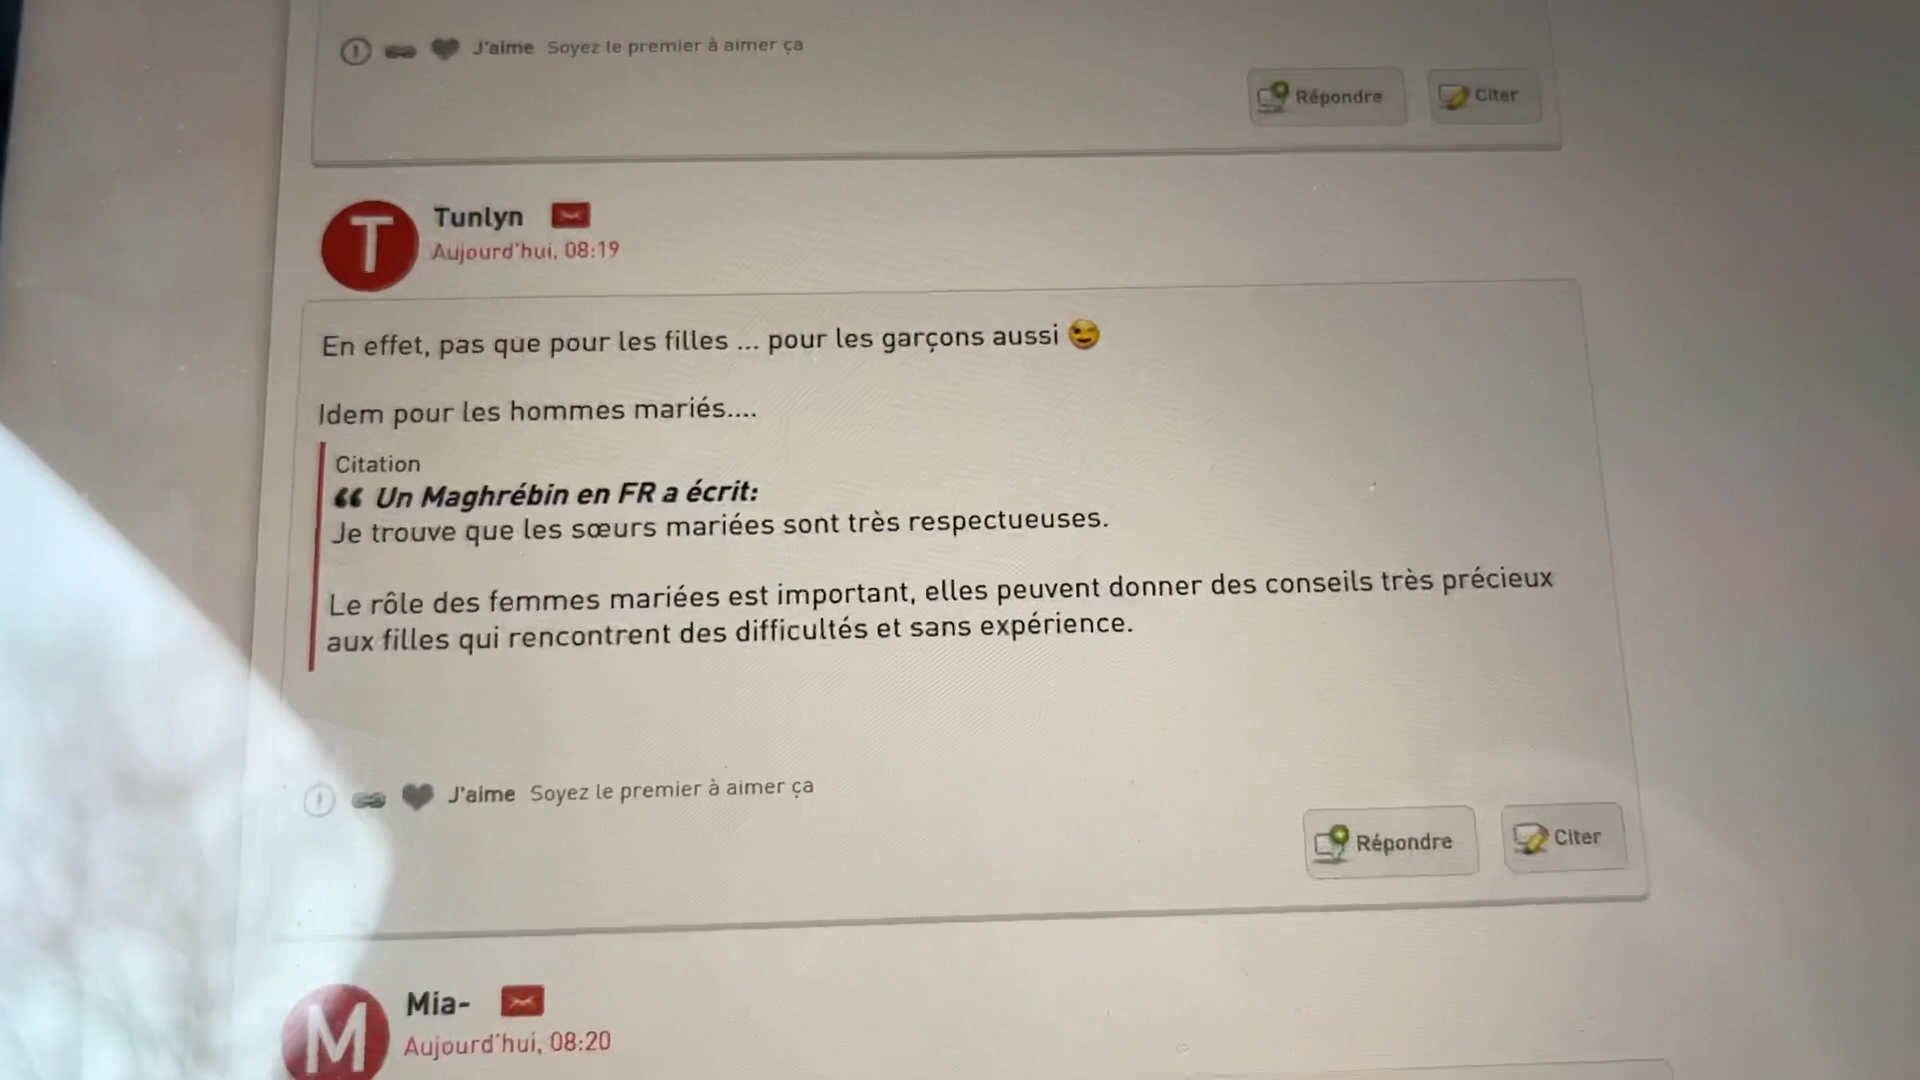 J'aime Soyez le premier à aimer ça
Répondre Citer
T
Tunlyn
Aujourd'hui, 08:19
En effet, pas que pour les filles ... pour les garçons aussi 😉
Idem pour les hommes mariés....
Citation
“ Un Maghrébin en FR a écrit:
Je trouve que les sœurs mariées sont très respectueuses.
Le rôle des femmes mariées est important, elles peuvent donner des conseils très précieux
aux filles qui rencontrent des difficultés et sans expérience.
J'aime Soyez le premier à aimer ça
Répondre Citer
M
Mia-
Aujourd'hui, 08:20